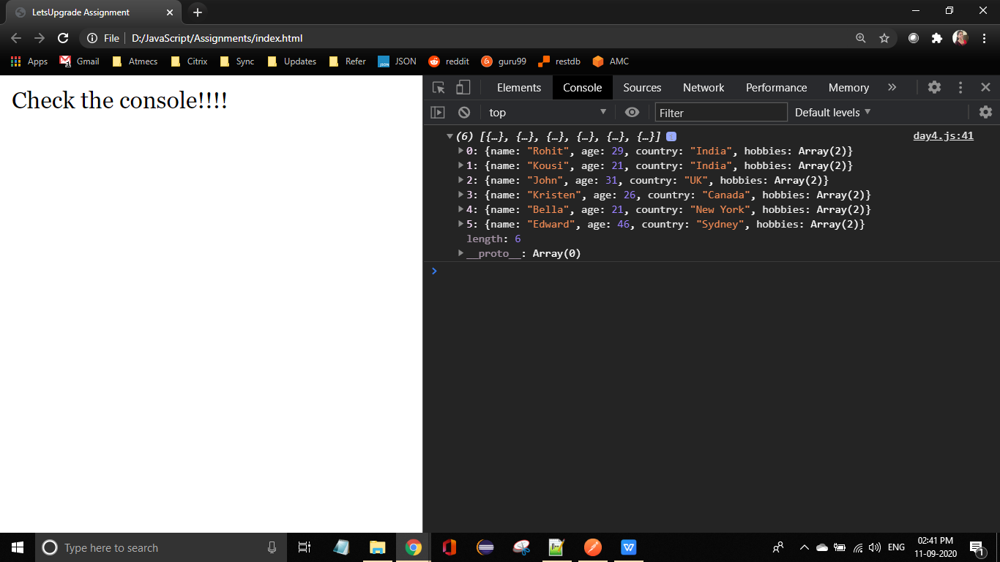 LetsUpgrade Assignment
File D:/JavaScript/Assignments/index.html
Apps Gmail Atmecs Citrix Sync Updates Refer JSON reddit guru99 restdb AMC
Check the console!!!!
Elements Console Sources Network Performance Memory »
top Filter Default levels
(6) [{…}, {…}, {…}, {…}, {…}, {…}] i day4.js:41
0: {name: "Rohit", age: 29, country: "India", hobbies: Array(2)}
1: {name: "Kousi", age: 21, country: "India", hobbies: Array(2)}
2: {name: "John", age: 31, country: "UK", hobbies: Array(2)}
3: {name: "Kristen", age: 26, country: "Canada", hobbies: Array(2)}
4: {name: "Bella", age: 21, country: "New York", hobbies: Array(2)}
5: {name: "Edward", age: 46, country: "Sydney", hobbies: Array(2)}
length: 6
__proto__: Array(0)
Type here to search
ENG
02:41 PM
11-09-2020
1